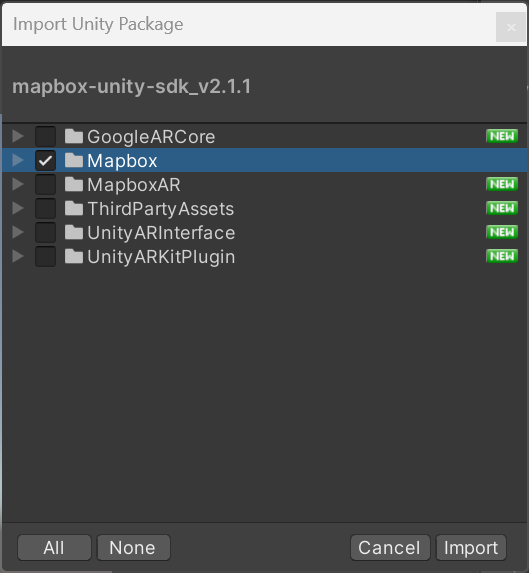 Import Unity Package
×
mapbox-unity-sdk_v2.1.1
GoogleARCore NEW
Mapbox
MapboxAR NEW
ThirdPartyAssets NEW
UnityARInterface NEW
UnityARKitPlugin NEW
All None Cancel Import